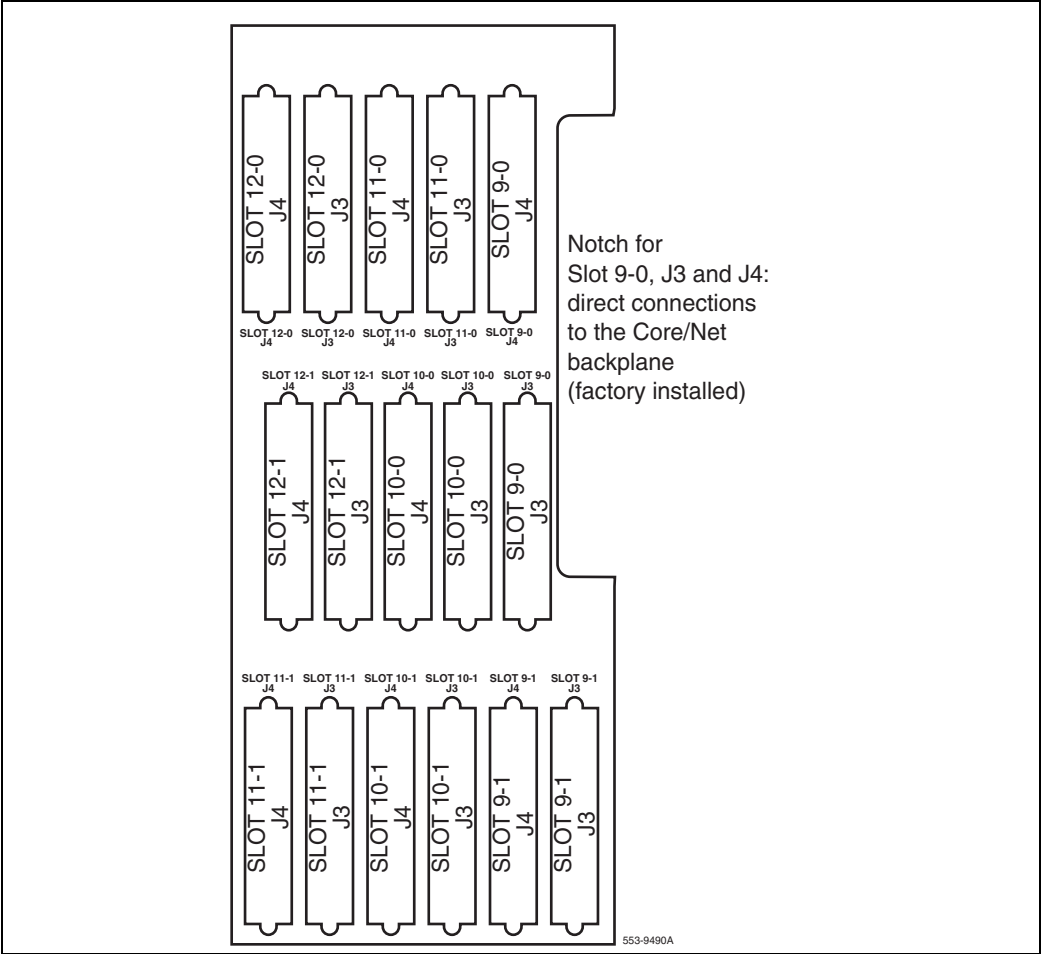 SLOT 12-0
J4
SLOT 12-0
J3
SLOT 11-0
J4
SLOT 11-0
J3
SLOT 9-0
J4
SLOT 12-0
J4
SLOT 12-0
J3
SLOT 11-0
J4
SLOT 11-0
J3
SLOT 9-0
J4
Notch for
Slot 9-0, J3 and J4:
direct connections
to the Core/Net
backplane
(factory installed)
SLOT 12-1
J4
SLOT 12-1
J3
SLOT 10-0
J4
SLOT 10-0
J3
SLOT 9-0
J3
SLOT 12-1
J4
SLOT 12-1
J3
SLOT 10-0
J4
SLOT 10-0
J3
SLOT 9-0
J3
SLOT 11-1
J4
SLOT 11-1
J3
SLOT 10-1
J4
SLOT 10-1
J3
SLOT 9-1
J4
SLOT 9-1
J3
SLOT 11-1
J4
SLOT 11-1
J3
SLOT 10-1
J4
SLOT 10-1
J3
SLOT 9-1
J4
SLOT 9-1
J3
553-9490A